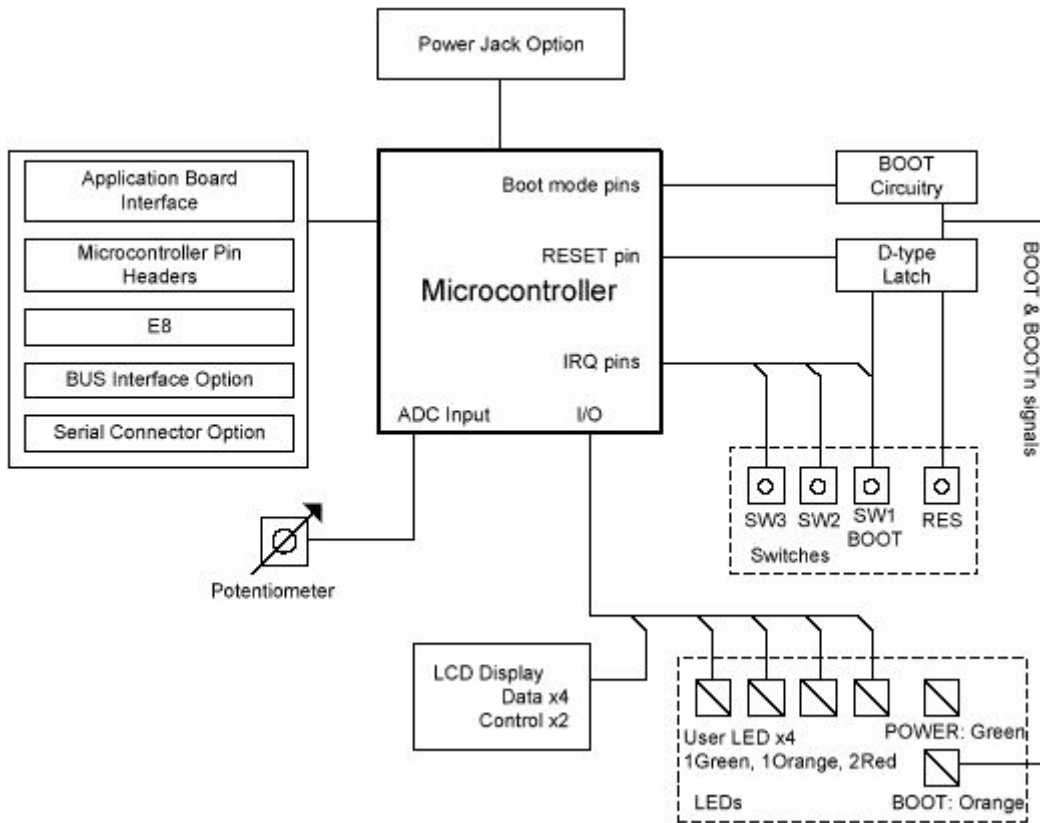 Power Jack Option
Application Board
Interface
Microcontroller Pin
Headers
E8
BUS Interface Option
Serial Connector Option
Boot mode pins
RESET pin
Microcontroller
IRQ pins
ADC Input
I/O
BOOT
Circuitry
D-type
Latch
BOOT & BOOTn signals
SW3
SW2
SW1
BOOT
RES
Switches
Potentiometer
LCD Display
Data x4
Control x2
User LED x4
1Green, 1Orange, 2Red
LEDs
POWER: Green
BOOT: Orange